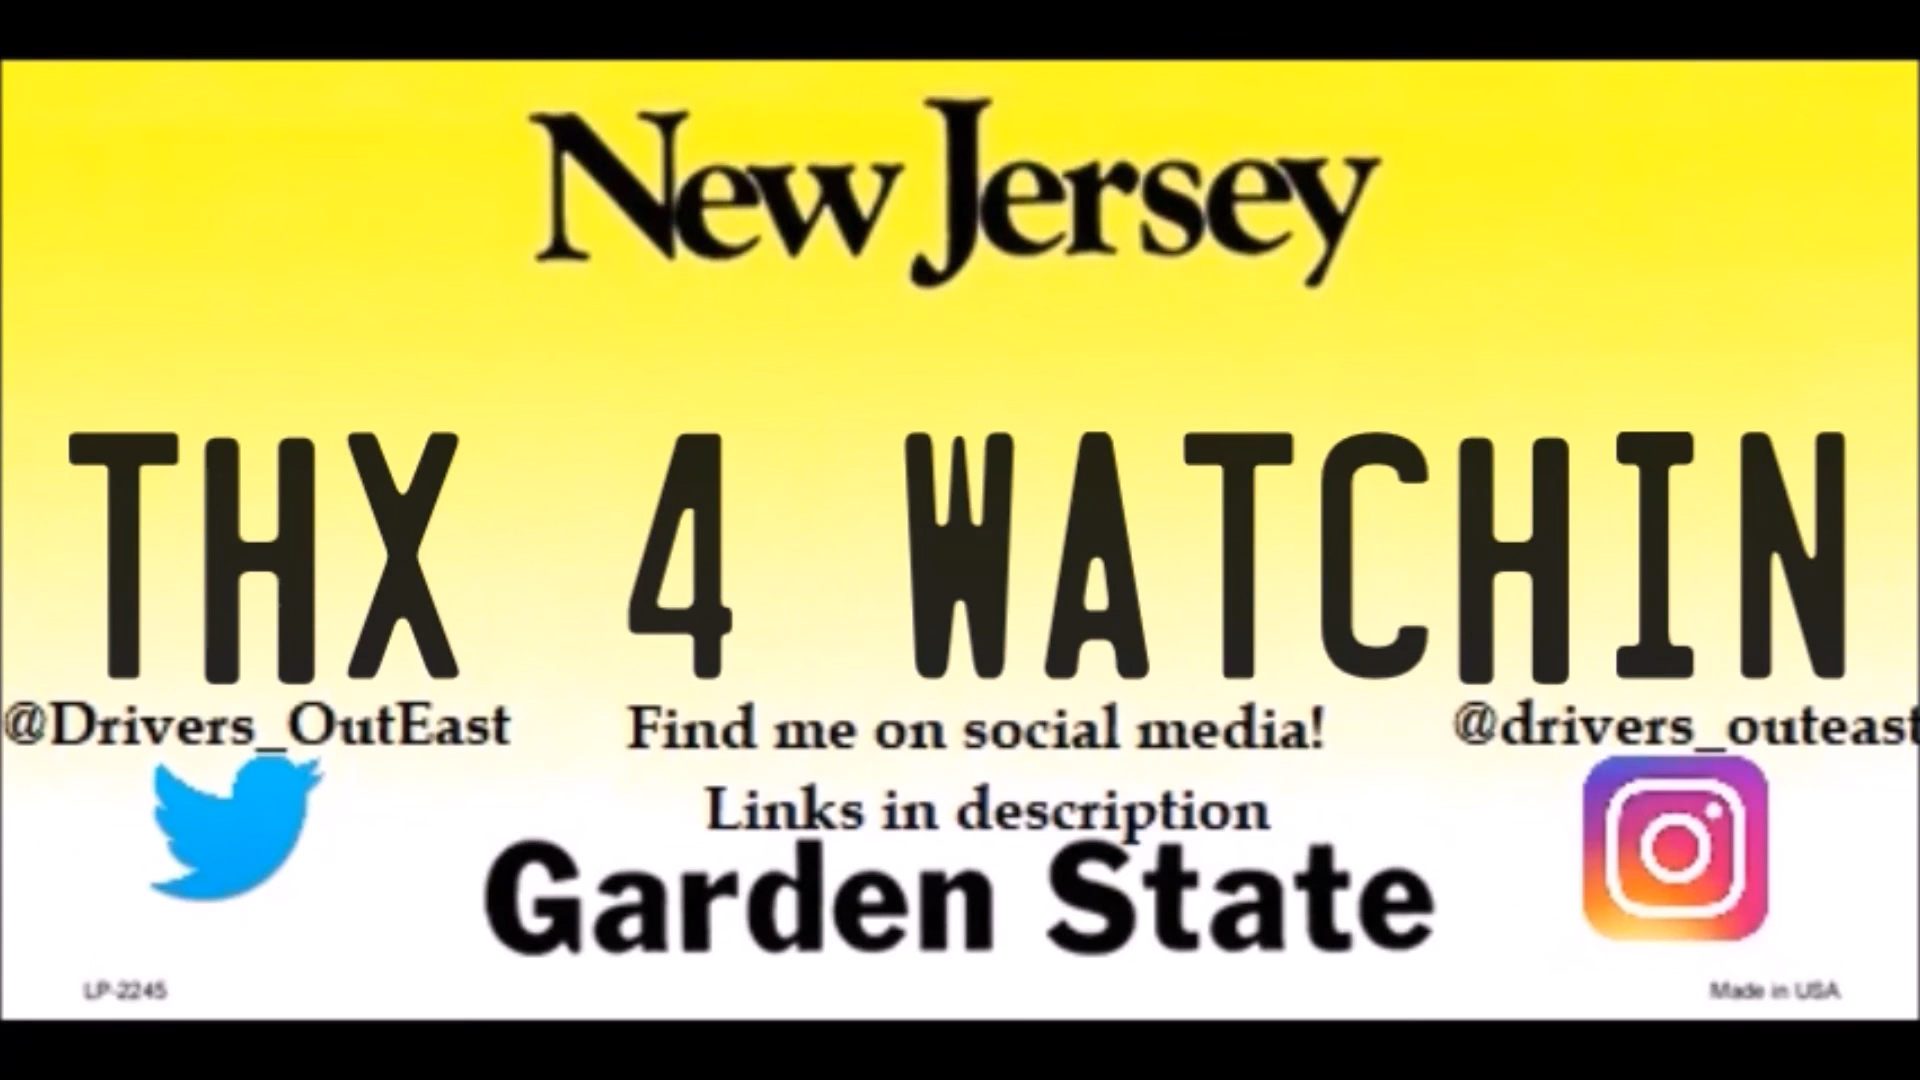 New Jersey
THX 4 WATCHIN
@Drivers_OutEast
Find me on social media!
@drivers_outeast
Links in description
Garden State
LP-2245
Made in USA